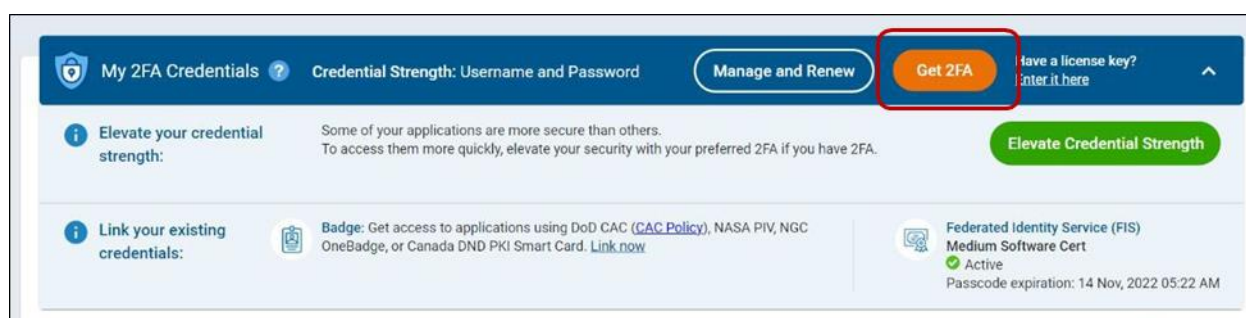 My 2FA Credentials ?
Credential Strength: Username and Password
Manage and Renew
Get 2FA
Have a license key?
Enter it here
Elevate your credential
strength:
Some of your applications are more secure than others.
To access them more quickly, elevate your security with your preferred 2FA if you have 2FA.
Elevate Credential Strength
Link your existing
credentials:
Badge: Get access to applications using DoD CAC (CAC Policy), NASA PIV, NGC
OneBadge, or Canada DND PKI Smart Card. Link now
Federated Identity Service (FIS)
Medium Software Cert
Active
Passcode expiration: 14 Nov, 2022 05:22 AM